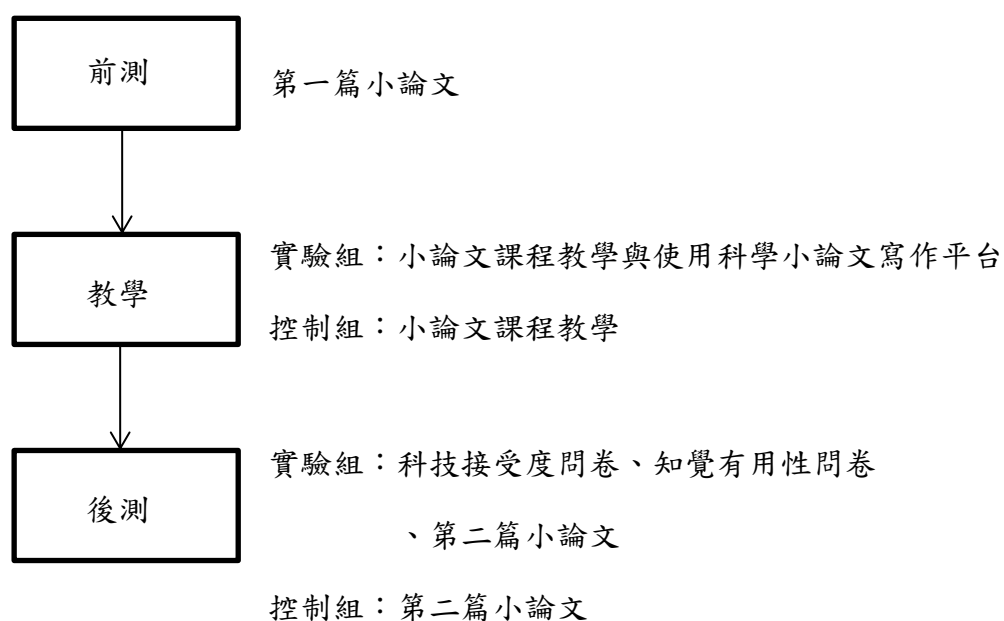 前測
第一篇小論文
教學
實驗組：小論文課程教學與使用科學小論文寫作平台
控制組：小論文課程教學
後測
實驗組：科技接受度問卷、知覺有用性問卷
、第二篇小論文
控制組：第二篇小論文